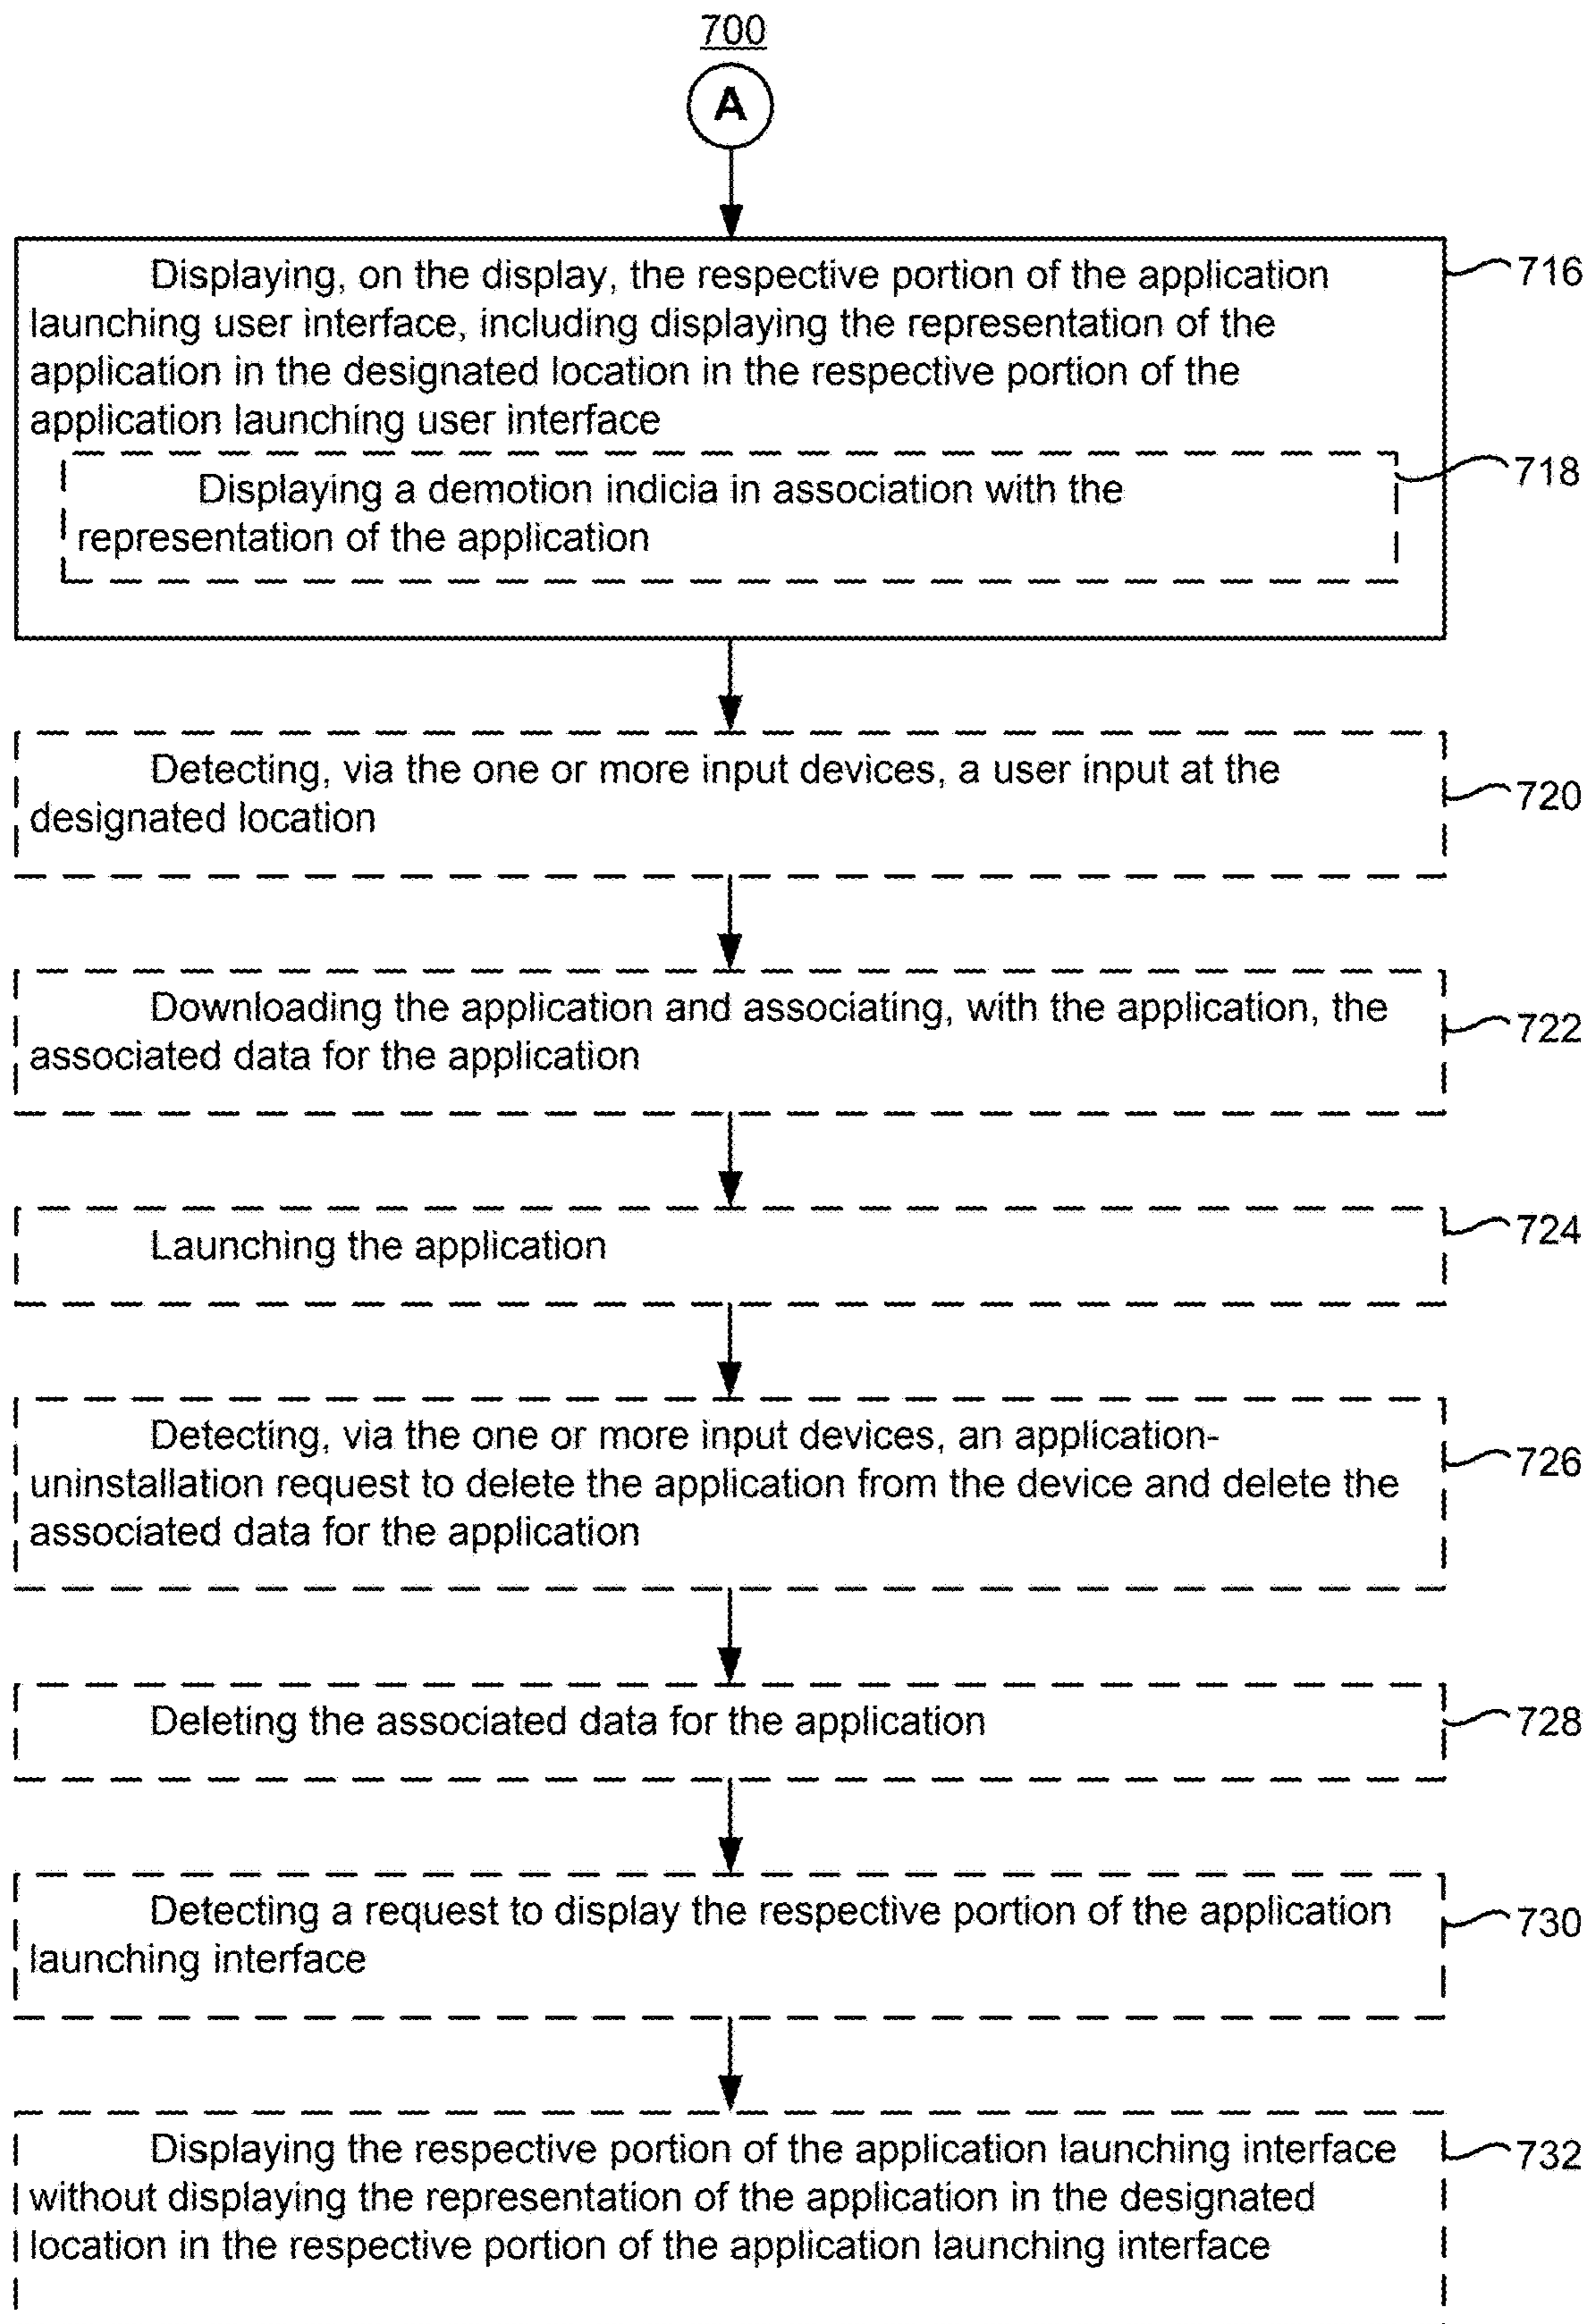 700
A
Displaying, on the display, the respective portion of the application
launching user interface, including displaying the representation of the
application in the designated location in the respective portion of the
application launching user interface
716
Displaying a demotion indicia in association with the
representation of the application
718
Detecting, via the one or more input devices, a user input at the
designated location
720
Downloading the application and associating, with the application, the
associated data for the application
722
Launching the application
724
Detecting, via the one or more input devices, an application-
uninstallation request to delete the application from the device and delete the
associated data for the application
726
Deleting the associated data for the application
728
Detecting a request to display the respective portion of the application
launching interface
730
Displaying the respective portion of the application launching interface
without displaying the representation of the application in the designated
location in the respective portion of the application launching interface
732